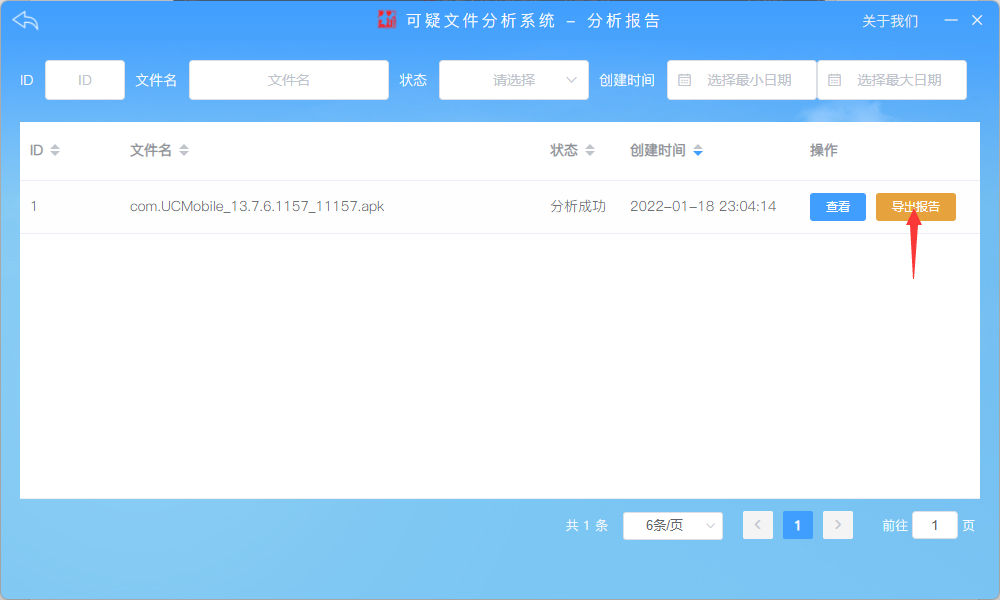 可疑文件分析系统 - 分析报告
关于我们
ID ID 文件名 文件名 状态 请选择 创建时间 选择最小日期 选择最大日期
ID 文件名 状态 创建时间 操作
1 com.UCMobile_13.7.6.1157_11157.apk 分析成功 2022-01-18 23:04:14 查看 导出报告
共 1 条 6条/页 1 前往 1 页